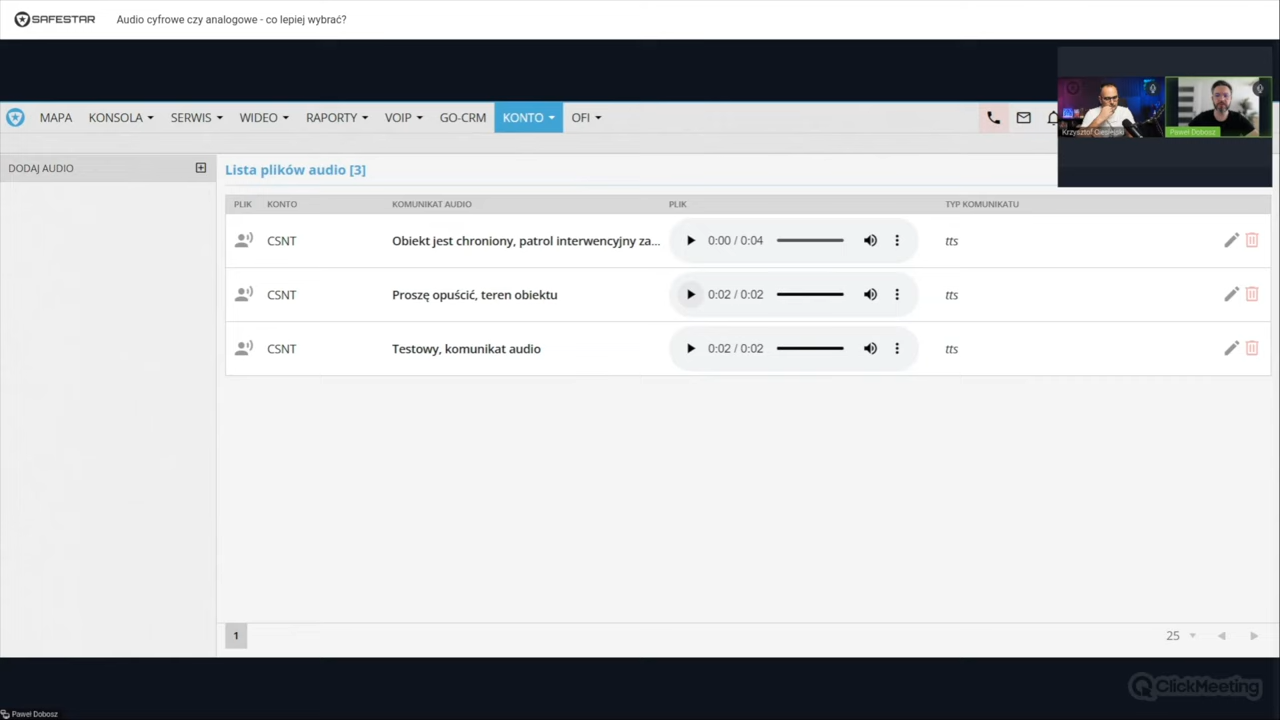 SAFESTAR Audio cyfrowe czy analogowe - co lepiej wybrać?
MAPA KONSOLA SERWIS WIDEO RAPORTY VOIP GO-CRM KONTO OFI
Paweł Dobosz
DODAJ AUDIO
Lista plików audio [3]
PLIK KONTO KOMUNIKAT AUDIO PLIK TYP KOMUNIKATU
CSNT Obiekt jest chroniony, patrol interwencyjny za... 0:00 / 0:04 tts
CSNT Proszę opuścić, teren obiektu 0:02 / 0:02 tts
CSNT Testowy, komunikat audio 0:02 / 0:02 tts
1 25
ClickMeeting
Paweł Dobosz